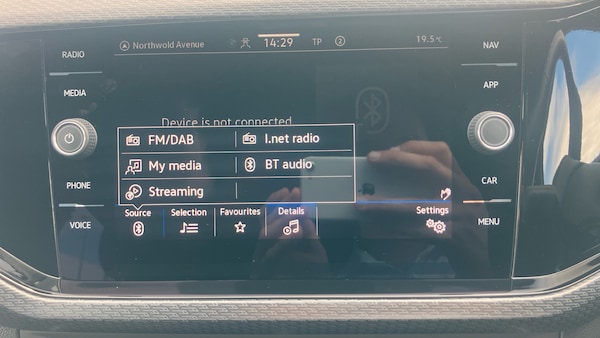 RADIO
MEDIA
PHONE
VOICE
Northwold Avenue
14:29
TP
2
19.5°C
Device is not connected
FM/DAB
I.net radio
My media
BT audio
Streaming
Source
Selection
Favourites
Details
Settings
NAV
APP
CAR
MENU